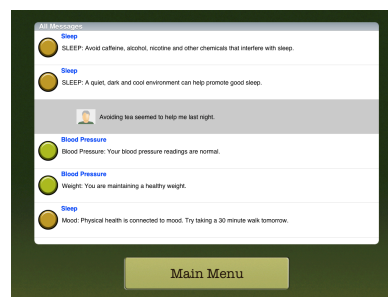 All Messages
Sleep
SLEEP: Avoid caffeine, alcohol, nicotine and other chemicals that interfere with sleep.
Sleep
SLEEP: A quiet, dark and cool environment can help promote good sleep.
Avoiding tea seemed to help me last night.
Blood Pressure
Blood Pressure: Your blood pressure readings are normal.
Blood Pressure
Weight: You are maintaining a healthy weight.
Sleep
Mood: Physical health is connected to mood. Try taking a 30 minute walk tomorrow.
Main Menu